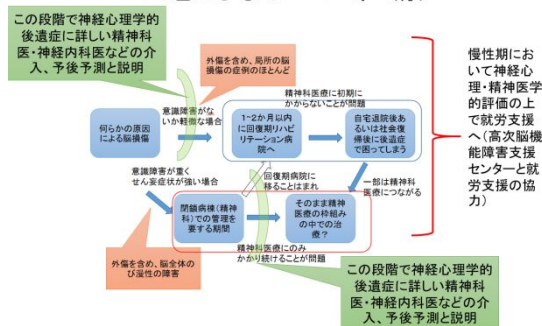 この段階で神経心理学的
後遺症に詳しい精神科
医・神経内科医などの介
入、予後予測と説明
外傷を含め、局所の脳
損傷の症例のほとんど
意識障害がな
いか軽微な場合
精神科医療に初期に
かからないことが問題
何らかの原因
による脳損傷
1~2か月以内
に回復期リハビ
リテーション病
院へ
自宅退院後あ
るいは社会復
帰後に後遺症で
困ってしまう
意識障害が重く
せん妄症状が強い場合
回復期病院に
移ることはまれ
一部は精神科
医療につながる
閉鎖病棟(精神
科)での管理を
要する期間
そのまま精神
医療の枠組み
の中での治
療?
精神科医療にのみ
かかり続けることが問題
外傷を含め、脳全体の
び漫性の障害
この段階で神経心理学的
後遺症に詳しい精神科
医・神経内科医などの介
入、予後予測と説明
慢性期にお
いて神経心
理・精神医学
的評価の上
で就労支援
へ(高次脳機
能障害支援
センターと就
労支援の協
力)